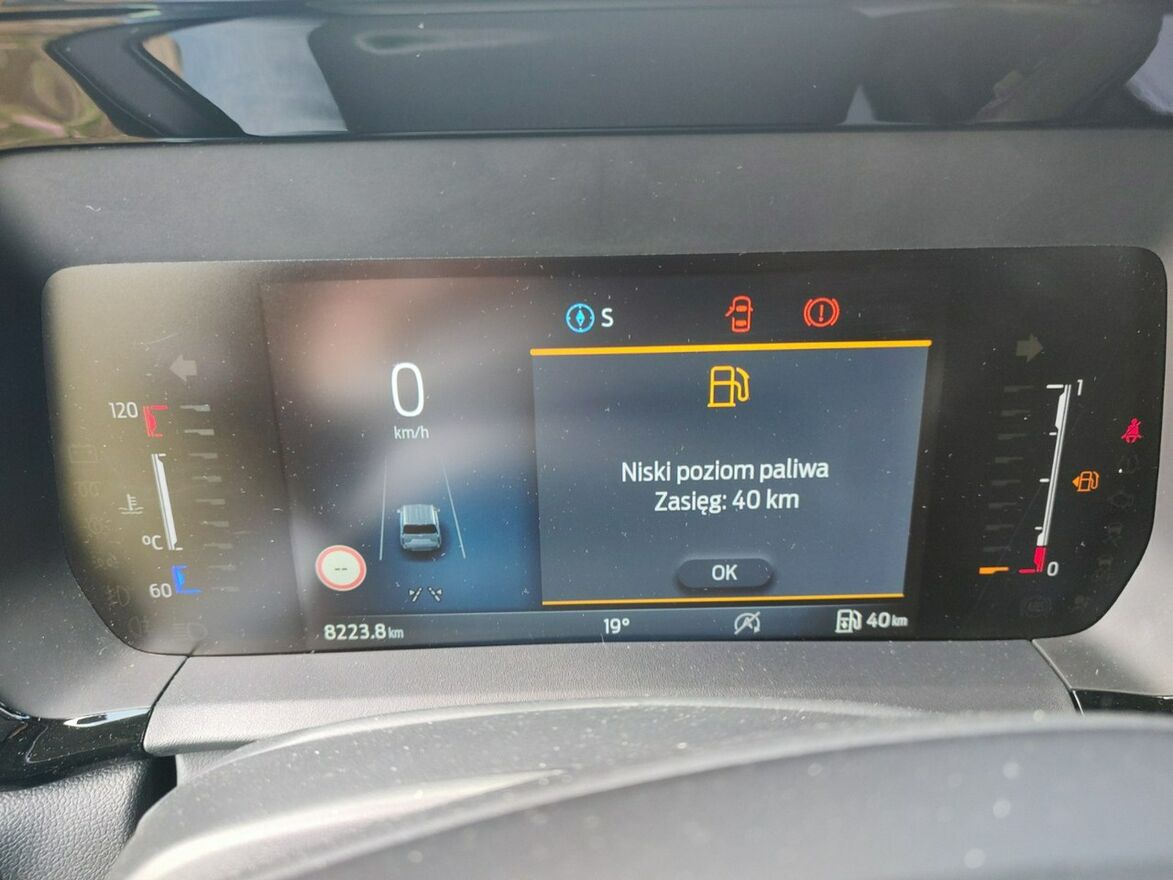 S
120
0
km/h
1
Niski poziom paliwa
Zasięg: 40 km
°C
60
--
OK
0
8223.8 km
19°
40 km